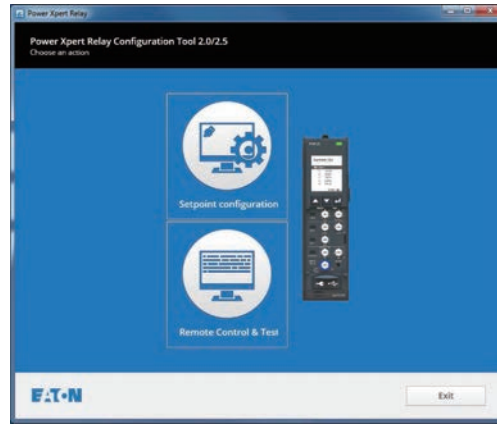 Power Xpert Relay
Power Xpert Relay Configuration Tool 2.0/2.5
Choose an action
Setpoint configuration
Remote Control & Test
EATON
Exit